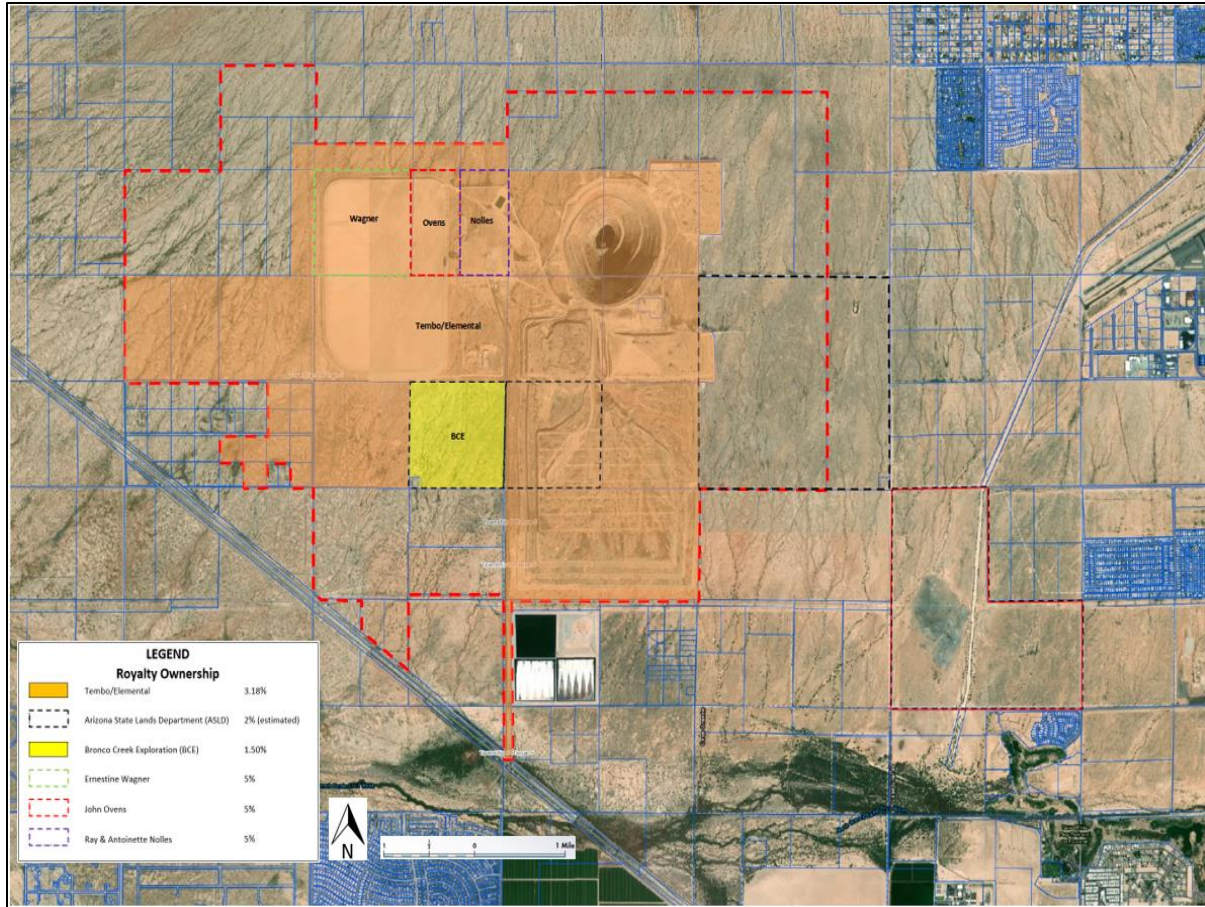 Wagner
Ovens
Nolles
Tembo/Elemental
BCE
LEGEND
Royalty Ownership
Tembo/Elemental 3.18%
Arizona State Lands Department (ASLD) 2% (estimated)
Bronco Creek Exploration (BCE) 1.50%
Ernestine Wagner 5%
John Ovens 5%
Ray & Antoinette Nolles 5%
N
1 0 1 Mile